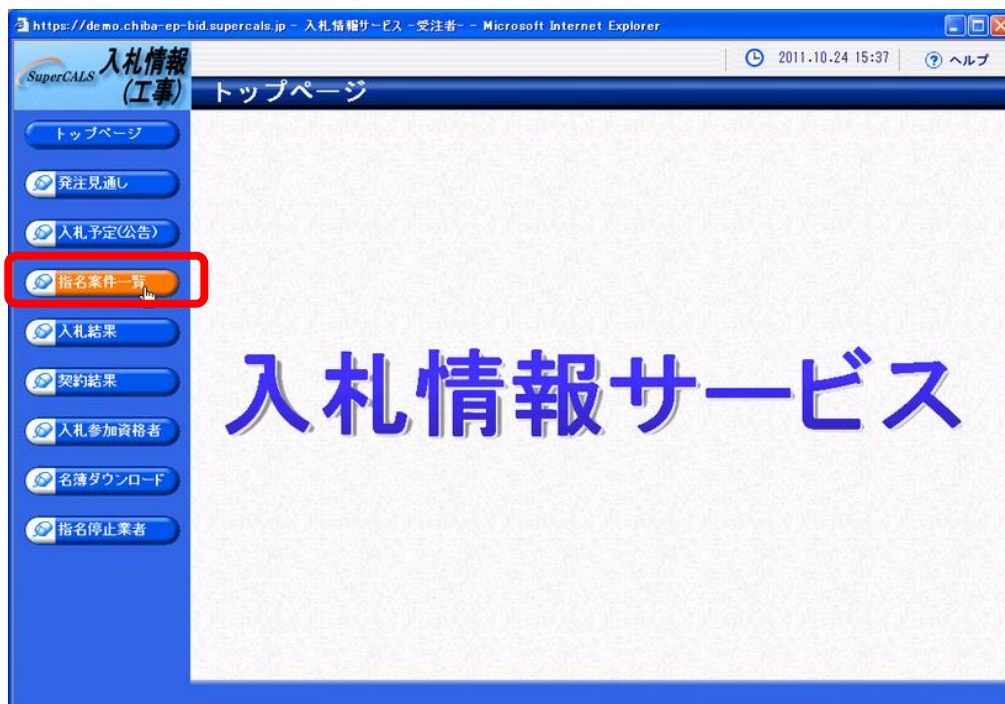 https://demo.chiba-ep-bid.supercals.jp - 入札情報サービス -受注者- - Microsoft Internet Explorer
SuperCALS 入札情報
(工事)
2011.10.24 15:37
ヘルプ
トップページ
トップページ
発注見通し
入札予定(公告)
指名案件一覧
入札結果
契約結果
入札参加資格者
名簿ダウンロード
指名停止業者
入札情報サービス